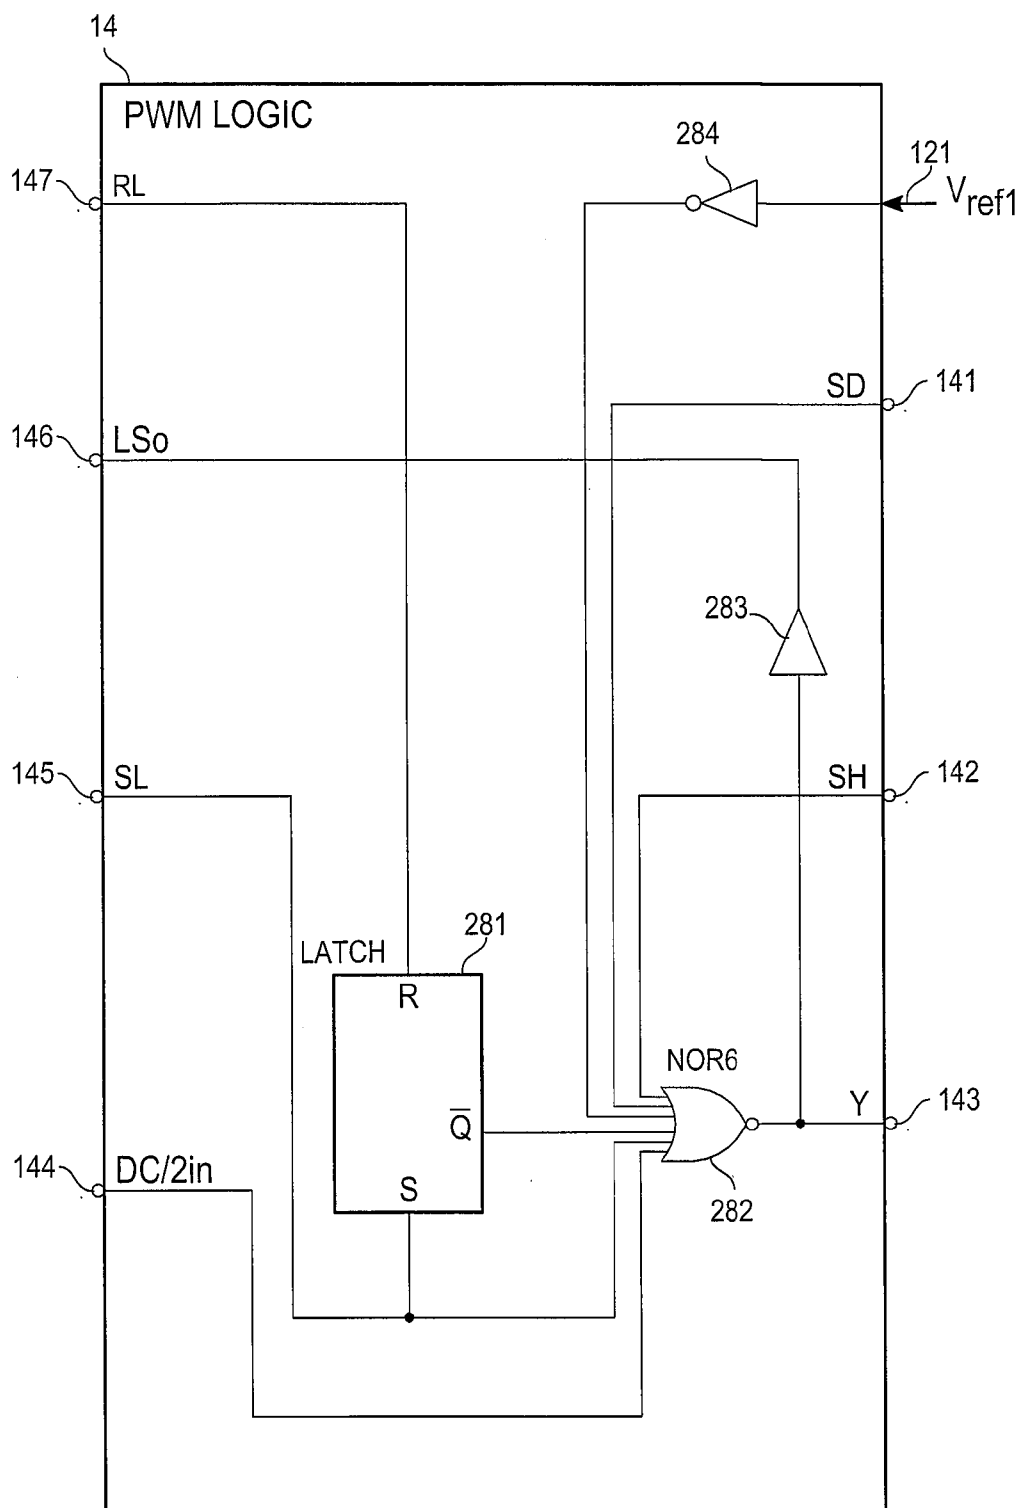 14
PWM LOGIC
284
147
RL
121
Vref1
SD
141
146
LSo
283
145
SL
SH
142
281
LATCH
R
NOR6
Q̅
Y
143
144
DC/2in
S
282